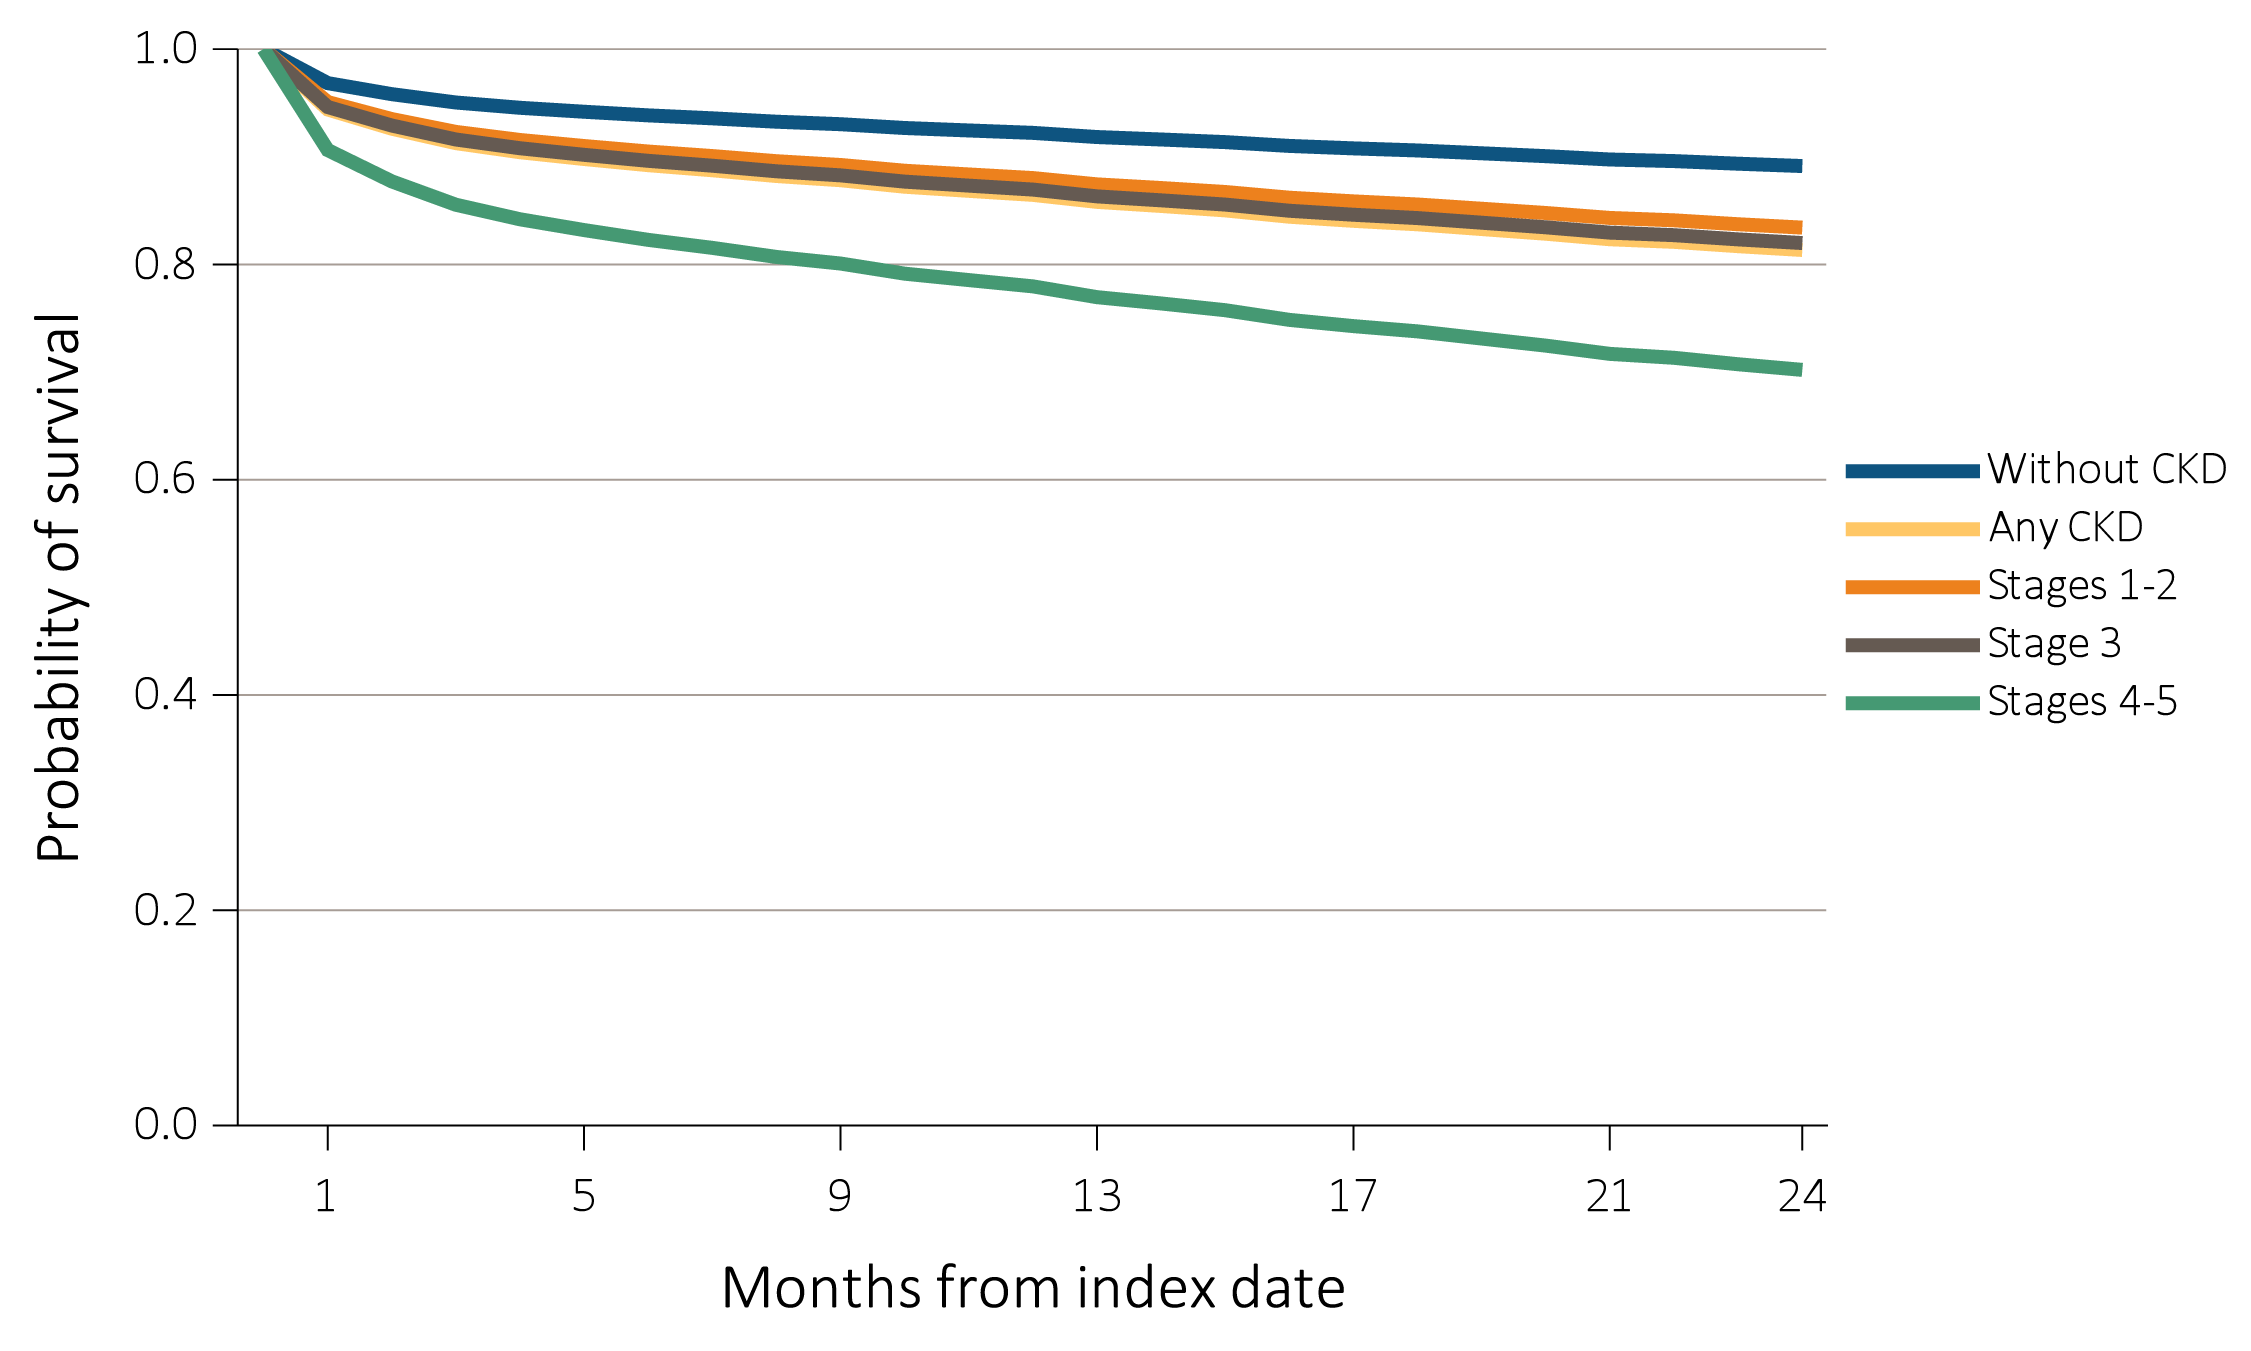 1.0
0.8
0.6
0.4
0.2
0.0
Probability of survival
1 5 9 13 17 21 24
Months from index date
Without CKD
Any CKD
Stages 1-2
Stage 3
Stages 4-5